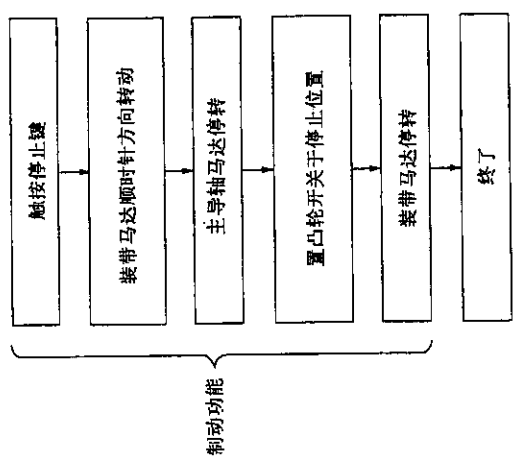 触按停止键
装带马达顺时针方向转动
主导轴马达停转
置凸轮开关于停止位置
装带马达停转
终了
制动功能